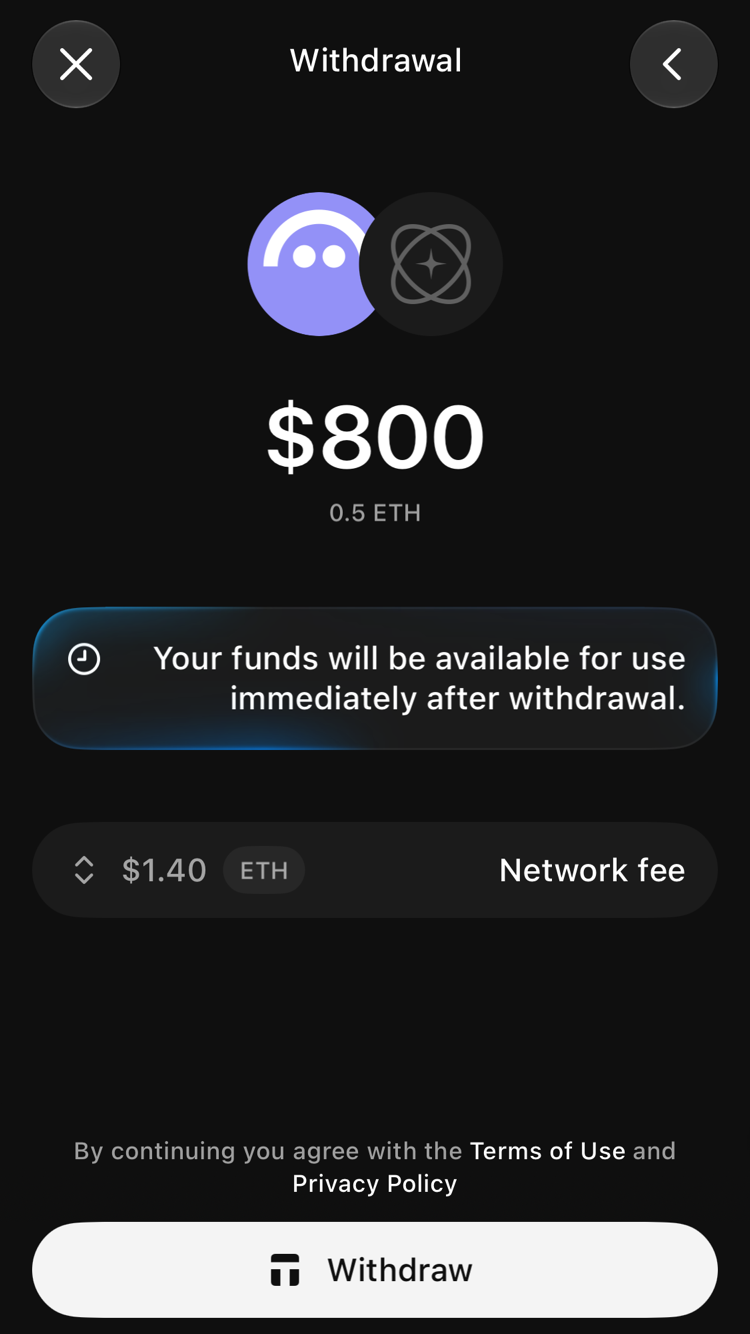 Withdrawal
$800
0.5 ETH
Your funds will be available for use
immediately after withdrawal.
$1.40 ETH Network fee
By continuing you agree with the Terms of Use and
Privacy Policy
Withdraw